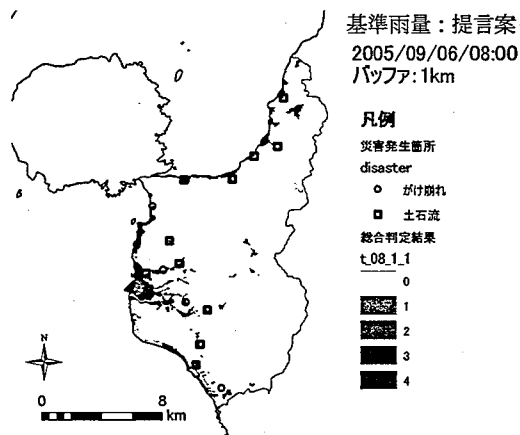 基準雨量：提言案
2005/09/06/08:00
バッファ:1km
凡例
災害発生箇所
disaster
がけ崩れ
土石流
総合判定結果
t_08_1_1
0
1
2
3
4
N
0 8
km